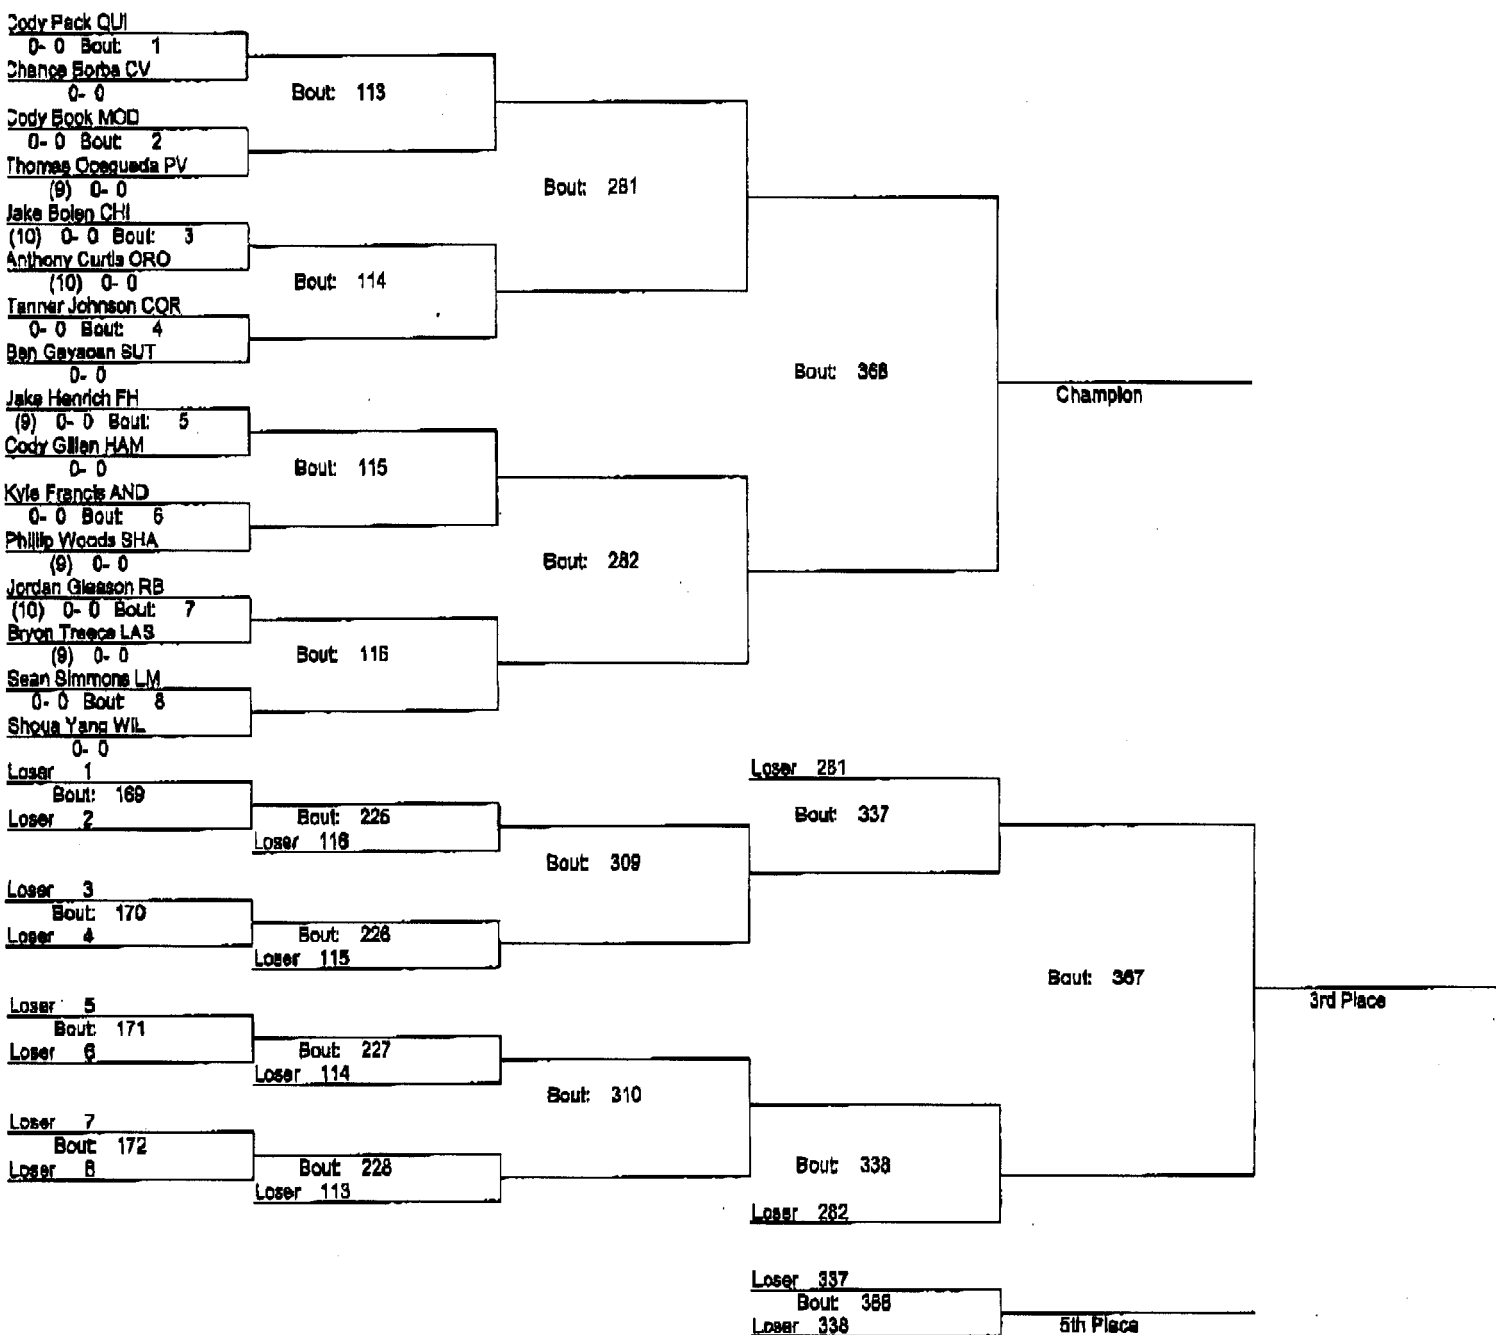 Cody Pack QUI
0- 0 Bout: 1
Chance Borba CV
0- 0
Bout: 113
Cody Book MOD
0- 0 Bout: 2
Thomas Oseguada PV
(9) 0- 0
Bout: 281
Jake Bolen CHI
(10) 0- 0 Bout: 3
Anthony Curtis ORO
(10) 0- 0
Bout: 114
Tanner Johnson COR
0- 0 Bout: 4
Ben Gayaoan SUT
0- 0
Bout: 368
Champion
Jake Henrich FH
(9) 0- 0 Bout: 5
Cody Gillen HAM
0- 0
Bout: 115
Kyle Francis AND
0- 0 Bout: 6
Phillip Woods SHA
(9) 0- 0
Bout: 282
Jordan Gleason RB
(10) 0- 0 Bout: 7
Bryon Treece LAS
(9) 0- 0
Bout: 116
Sean Simmons LM
0- 0 Bout: 8
Shoua Yang WIL
0- 0
Loser 1
Bout: 169
Loser 2
Bout: 225
Loser 116
Bout: 309
Loser 281
Bout: 337
Loser 3
Bout: 170
Loser 4
Bout: 226
Loser 115
Bout: 367
3rd Place
Loser 5
Bout: 171
Loser 6
Bout: 227
Loser 114
Bout: 310
Loser 7
Bout: 172
Loser 8
Bout: 228
Loser 113
Bout: 338
Loser 282
Loser 337
Bout:
Loser 338
5th Place